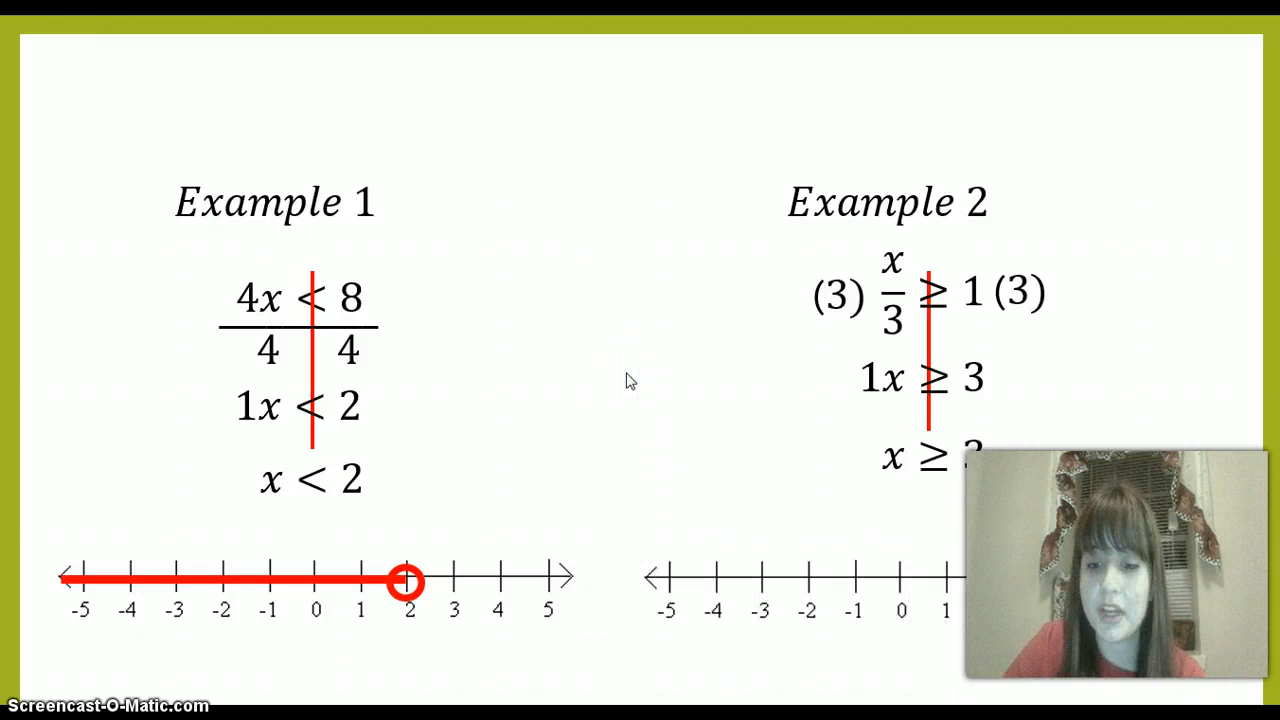 Example 1
4x < 8
4 4
1x < 2
x < 2
-5 -4 -3 -2 -1 0 1 2 3 4 5
Example 2
(3) x/3 ≥ 1 (3)
1x ≥ 3
x ≥
-5 -4 -3 -2 -1 0 1
Screencast-O-Matic.com